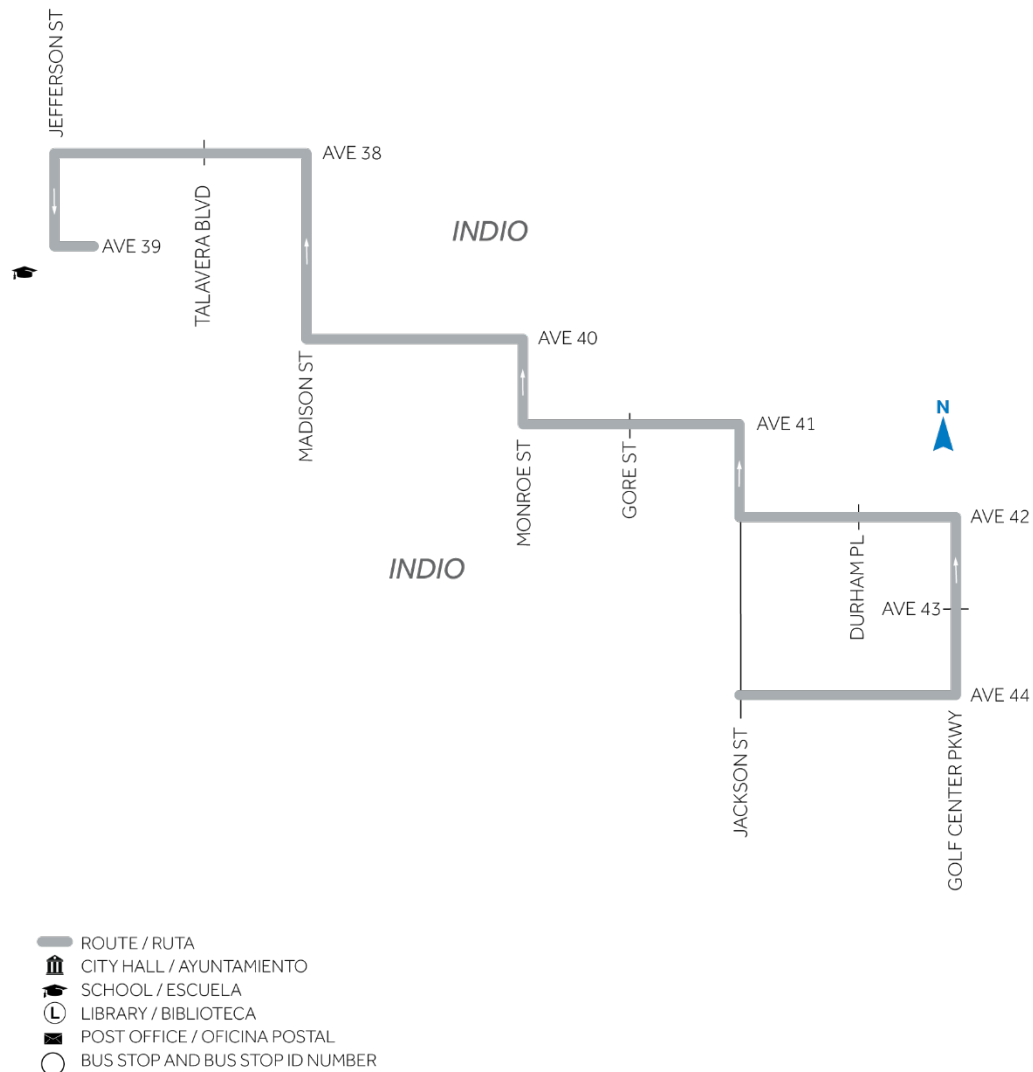 JEFFERSON ST
AVE 38
TALAVERA BLVD
INDIO
AVE 39
AVE 40
MADISON ST
N
AVE 41
MONROE ST
GORE ST
AVE 42
INDIO
DURHAM PL
AVE 43
AVE 44
JACKSON ST
GOLF CENTER PKWY
ROUTE / RUTA
CITY HALL / AYUNTAMIENTO
SCHOOL / ESCUELA
L LIBRARY / BIBLIOTECA
POST OFFICE / OFICINA POSTAL
BUS STOP AND BUS STOP ID NUMBER